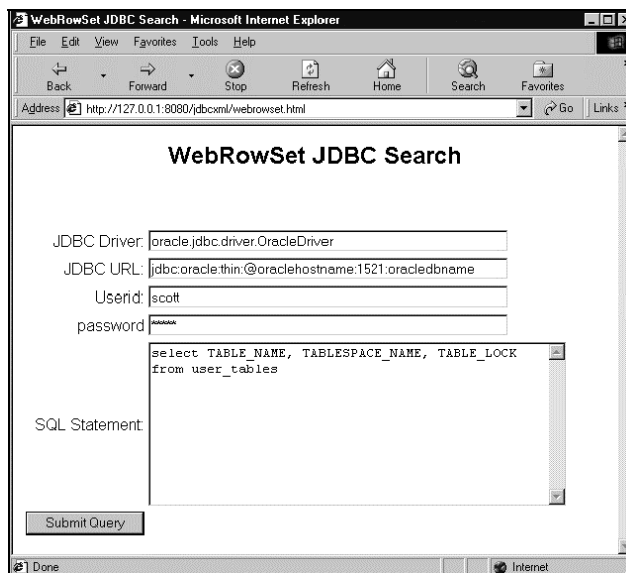 WebRowSet JDBC Search - Microsoft Internet Explorer
File Edit View Favorites Tools Help
Back Forward Stop Refresh Home Search Favorites
Address http://127.0.0.1:8080/jdbcxml/webrowset.html Go Links
WebRowSet JDBC Search
JDBC Driver: oracle.jdbc.driver.OracleDriver
JDBC URL: jdbc:oracle:thin:@oraclehostname:1521:oracledbname
Userid: scott
password *****
SQL Statement: select TABLE_NAME, TABLESPACE_NAME, TABLE_LOCK
from user_tables
Submit Query
Done Internet